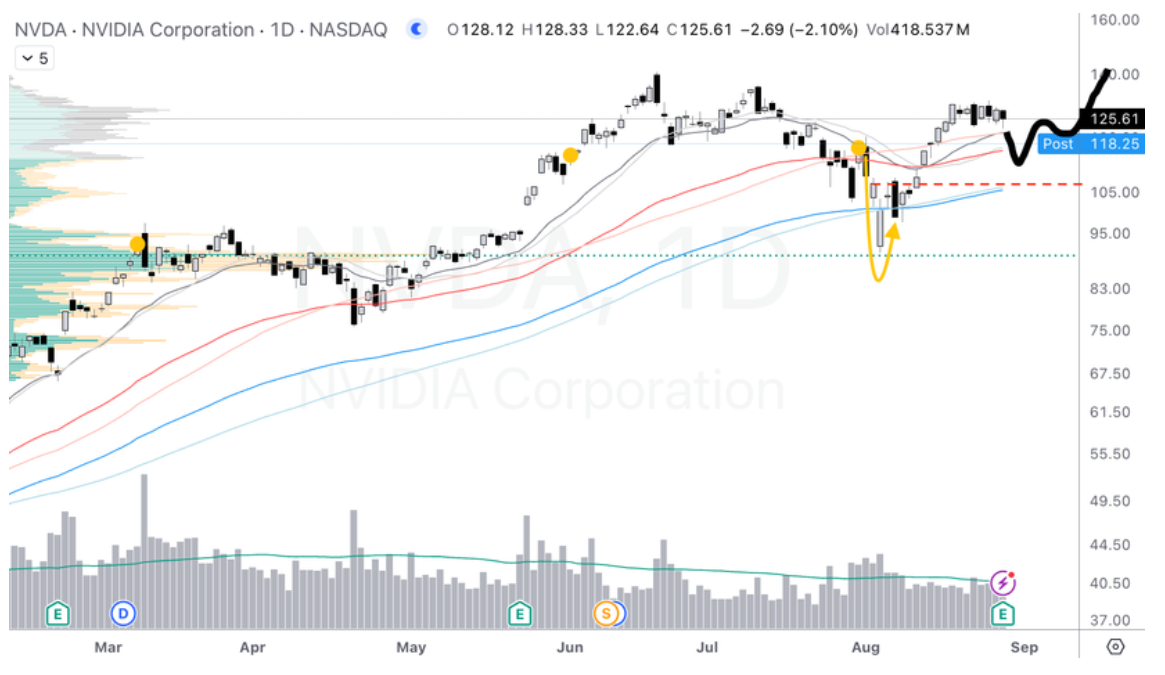 NVDA · NVIDIA Corporation · 1D · NASDAQ O128.12 H128.33 L122.64 C125.61 −2.69 (−2.10%) Vol418.537M
5
160.00
125.61
Post 118.25
105.00
95.00
83.00
75.00
67.50
61.50
55.50
49.50
44.50
40.50
37.00
NVDA, 1D
NVIDIA Corporation
E D E S E
Mar Apr May Jun Jul Aug Sep